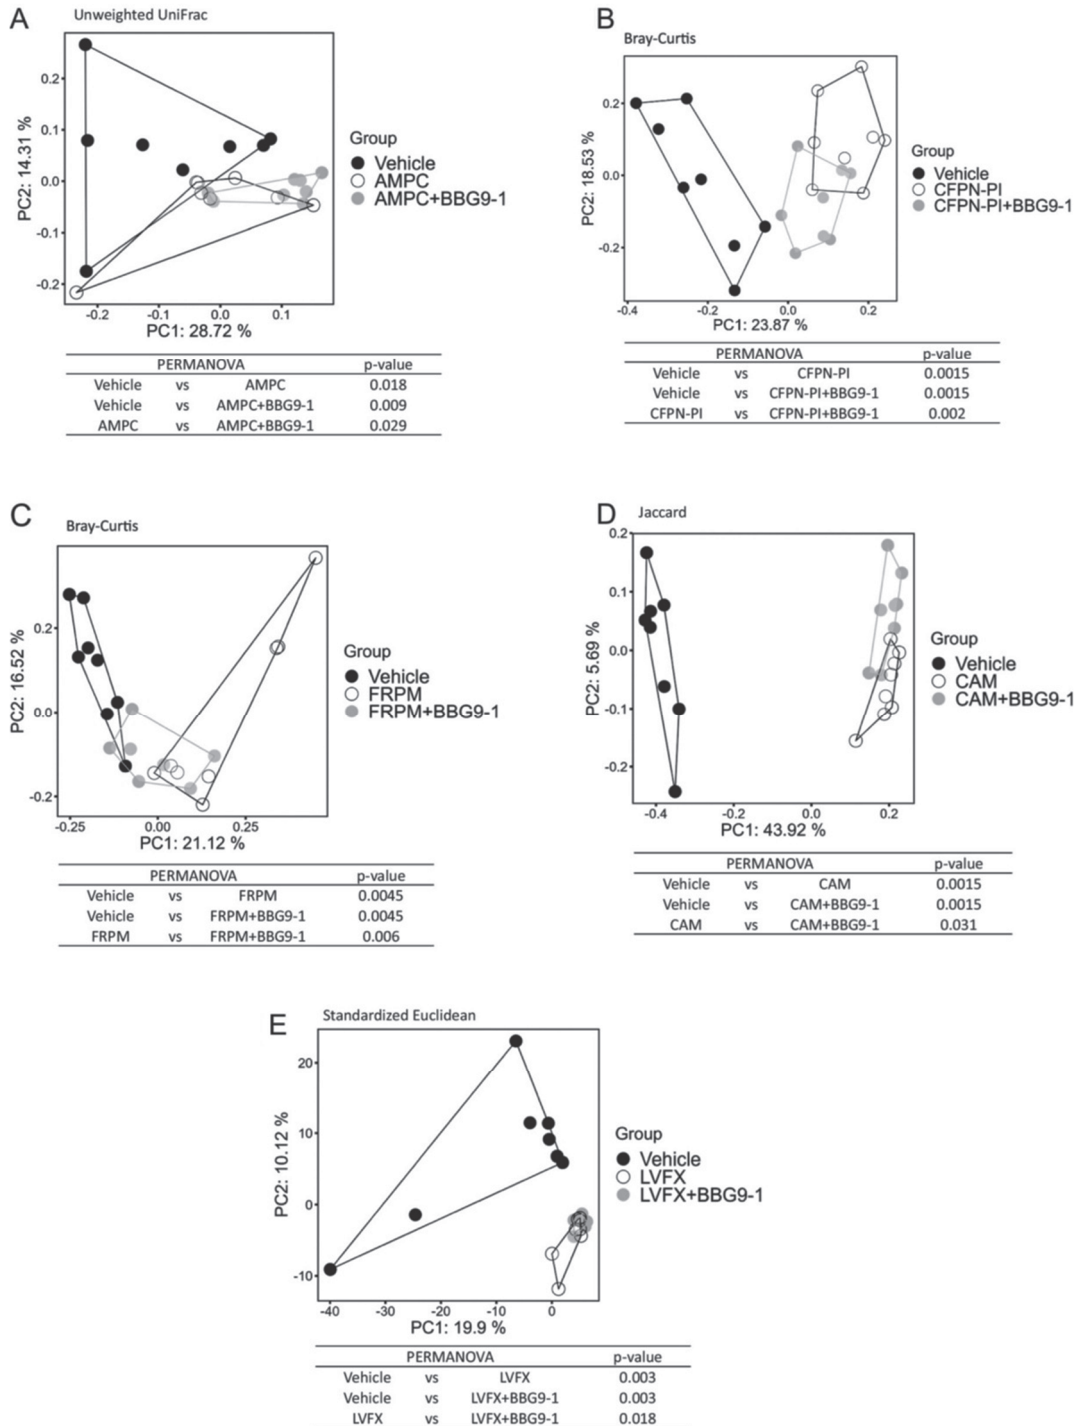 A
Unweighted UniFrac
0.2
0.1
0.0
-0.1
-0.2
PC2: 14.31 %
-0.2 -0.1 0.0 0.1
PC1: 28.72 %
Group
Vehicle
AMPC
AMPC+BBG9-1
PERMANOVA p-value
Vehicle vs AMPC 0.018
Vehicle vs AMPC+BBG9-1 0.009
AMPC vs AMPC+BBG9-1 0.029
B
Bray-Curtis
0.2
0.0
-0.2
PC2: 18.53 %
-0.4 -0.2 0.0 0.2
PC1: 23.87 %
Group
Vehicle
CFPN-PI
CFPN-PI+BBG9-1
PERMANOVA p-value
Vehicle vs CFPN-PI 0.0015
Vehicle vs CFPN-PI+BBG9-1 0.0015
CFPN-PI vs CFPN-PI+BBG9-1 0.002
C
Bray-Curtis
0.2
0.0
-0.2
PC2: 16.52 %
-0.25 0.00 0.25
PC1: 21.12 %
Group
Vehicle
FRPM
FRPM+BBG9-1
PERMANOVA p-value
Vehicle vs FRPM 0.0045
Vehicle vs FRPM+BBG9-1 0.0045
FRPM vs FRPM+BBG9-1 0.006
D
Jaccard
0.2
0.1
0.0
-0.1
-0.2
PC2: 5.69 %
-0.4 -0.2 0.0 0.2
PC1: 43.92 %
Group
Vehicle
CAM
CAM+BBG9-1
PERMANOVA p-value
Vehicle vs CAM 0.0015
Vehicle vs CAM+BBG9-1 0.0015
CAM vs CAM+BBG9-1 0.031
E
Standardized Euclidean
20
10
0
-10
PC2: 10.12 %
-40 -30 -20 -10 0
PC1: 19.9 %
Group
Vehicle
LVFX
LVFX+BBG9-1
PERMANOVA p-value
Vehicle vs LVFX 0.003
Vehicle vs LVFX+BBG9-1 0.003
LVFX vs LVFX+BBG9-1 0.018